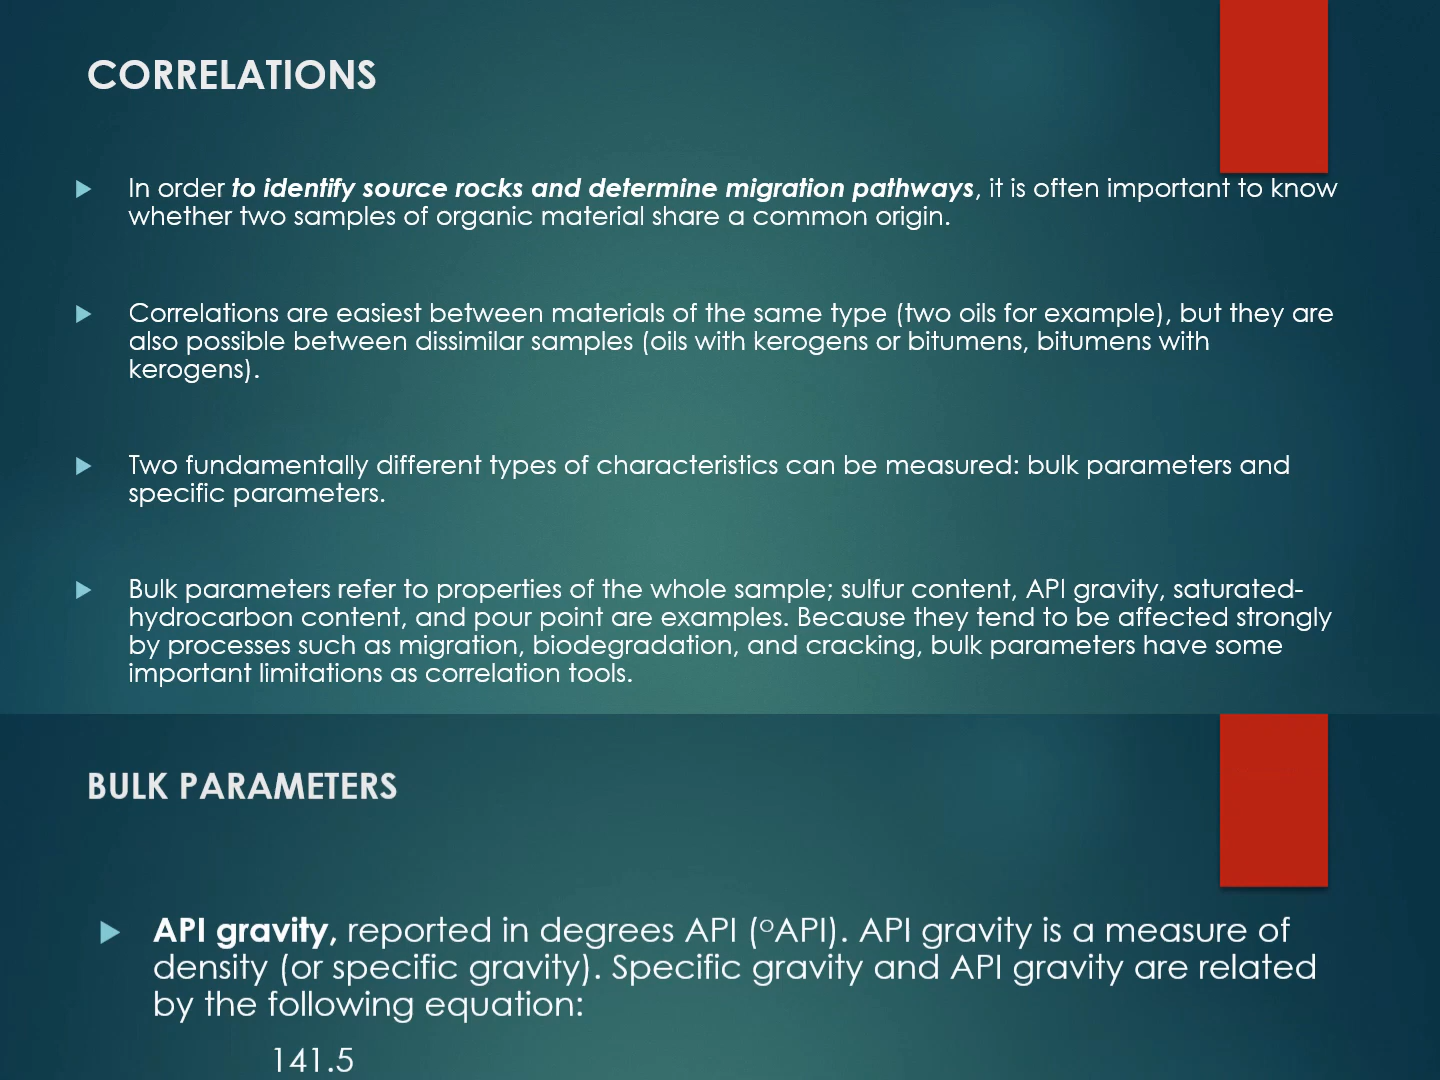 CORRELATIONS
In order to identify source rocks and determine migration pathways, it is often important to know
whether two samples of organic material share a common origin.
Correlations are easiest between materials of the same type (two oils for example), but they are
also possible between dissimilar samples (oils with kerogens or bitumens, bitumens with
kerogens).
Two fundamentally different types of characteristics can be measured: bulk parameters and
specific parameters.
Bulk parameters refer to properties of the whole sample; sulfur content, API gravity, saturated-
hydrocarbon content, and pour point are examples. Because they tend to be affected strongly
by processes such as migration, biodegradation, and cracking, bulk parameters have some
important limitations as correlation tools.
BULK PARAMETERS
API gravity, reported in degrees API (ºAPI). API gravity is a measure of
density (or specific gravity). Specific gravity and API gravity are related
by the following equation:
141.5